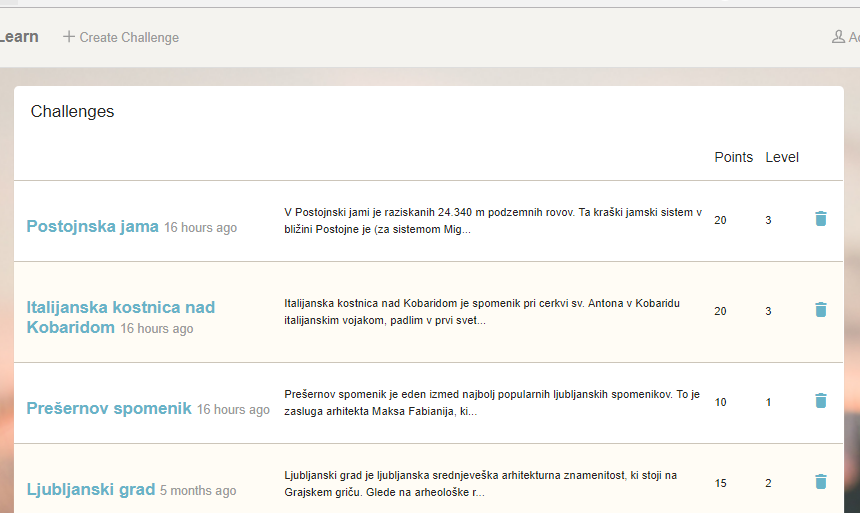 Learn
Create Challenge
Challenges
Points Level
Postojnska jama 16 hours ago
V Postojnski jami je raziskanih 24.340 m podzemnih rovov. Ta kraški jamski sistem v
bližini Postojne je (za sistemom Mig...
20
3
Italijanska kostnica nad
Kobaridom 16 hours ago
Italijanska kostnica nad Kobaridom je spomenik pri cerkvi sv. Antona v Kobaridu
italijanskim vojakom, padlim v prvi svet...
20
3
Prešernov spomenik 16 hours ago
Prešernov spomenik je eden izmed najbolj popularnih ljubljanskih spomenikov. To je
zasluga arhitekta Maksa Fabianija, ki...
10
1
Ljubljanski grad 5 months ago
Ljubljanski grad je ljubljanska srednjeveška arhitekturna znamenitost, ki stoji na
Grajskem griču. Glede na arheološke r...
15
2